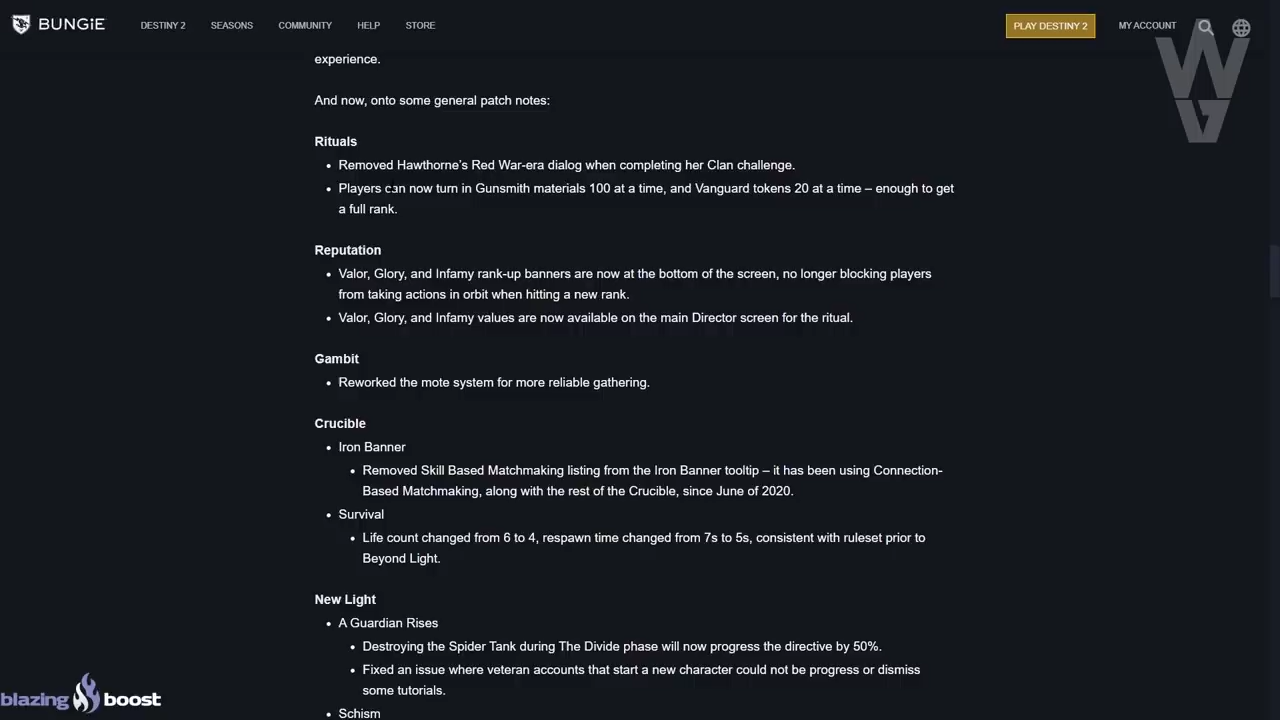 BUNGiE
DESTINY 2
SEASONS
COMMUNITY
HELP
STORE
PLAY DESTINY 2
MY ACCOUNT
experience.
And now, onto some general patch notes:
Rituals
Removed Hawthorne's Red War-era dialog when completing her Clan challenge.
Players can now turn in Gunsmith materials 100 at a time, and Vanguard tokens 20 at a time – enough to get
a full rank.
Reputation
Valor, Glory, and Infamy rank-up banners are now at the bottom of the screen, no longer blocking players
from taking actions in orbit when hitting a new rank.
Valor, Glory, and Infamy values are now available on the main Director screen for the ritual.
Gambit
Reworked the mote system for more reliable gathering.
Crucible
Iron Banner
Removed Skill Based Matchmaking listing from the Iron Banner tooltip – it has been using Connection-
Based Matchmaking, along with the rest of the Crucible, since June of 2020.
Survival
Life count changed from 6 to 4, respawn time changed from 7s to 5s, consistent with ruleset prior to
Beyond Light.
New Light
A Guardian Rises
Destroying the Spider Tank during The Divide phase will now progress the directive by 50%.
Fixed an issue where veteran accounts that start a new character could not be progress or dismiss
some tutorials.
Schism
blazing boost